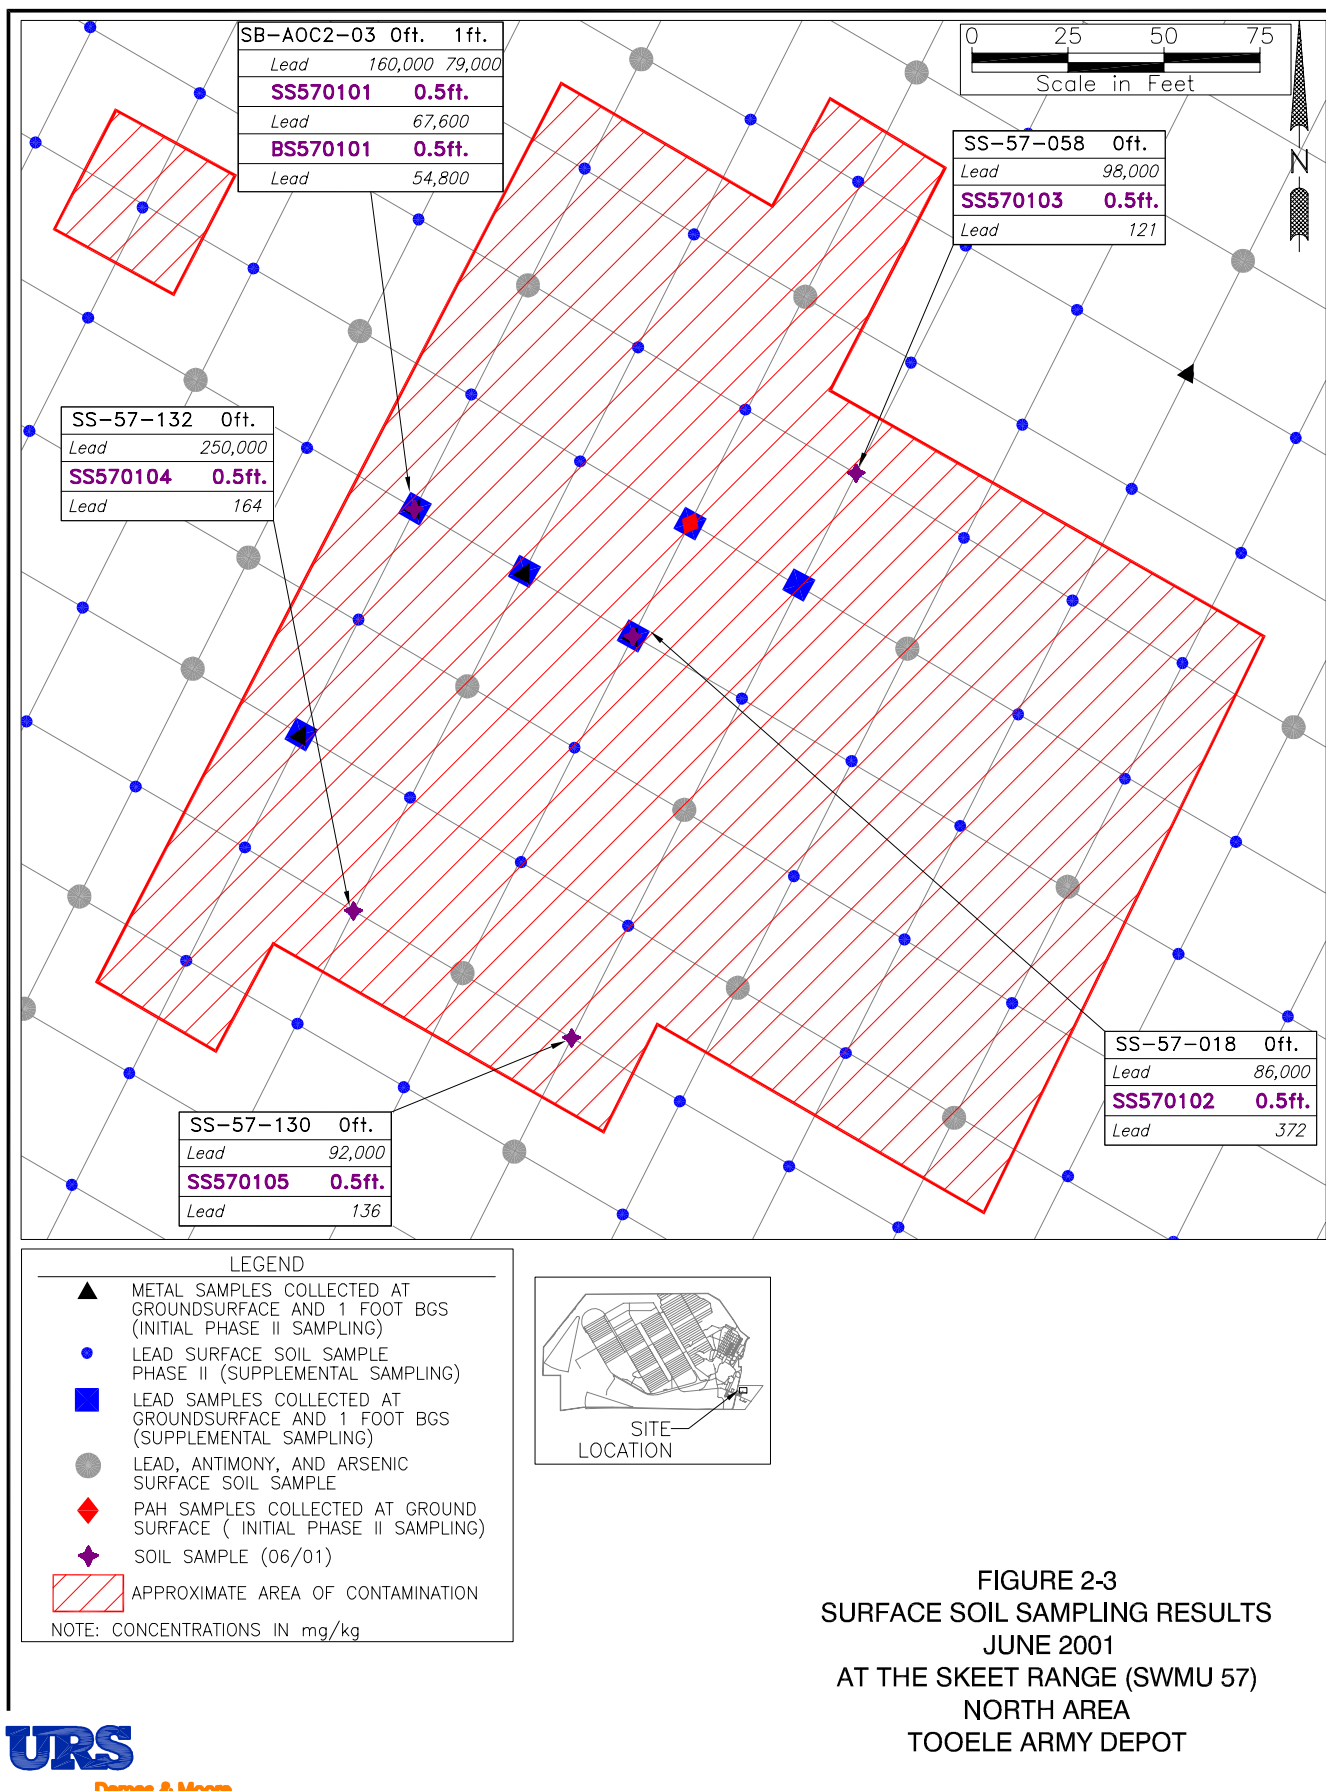 SB-AOC2-03 0ft. 1ft.
Lead 160,000 79,000
SS570101 0.5ft.
Lead 67,600
BS570101 0.5ft.
Lead 54,800
0 25 50 75
Scale in Feet
N
SS-57-058 0ft.
Lead 98,000
SS570103 0.5ft.
Lead 121
SS-57-132 0ft.
Lead 250,000
SS570104 0.5ft.
Lead 164
SS-57-018 0ft.
Lead 86,000
SS570102 0.5ft.
Lead 372
SS-57-130 0ft.
Lead 92,000
SS570105 0.5ft.
Lead 136
LEGEND
METAL SAMPLES COLLECTED AT
GROUNDSURFACE AND 1 FOOT BGS
(INITIAL PHASE II SAMPLING)
LEAD SURFACE SOIL SAMPLE
PHASE II (SUPPLEMENTAL SAMPLING)
LEAD SAMPLES COLLECTED AT
GROUNDSURFACE AND 1 FOOT BGS
(SUPPLEMENTAL SAMPLING)
LEAD, ANTIMONY, AND ARSENIC
SURFACE SOIL SAMPLE
PAH SAMPLES COLLECTED AT GROUND
SURFACE ( INITIAL PHASE II SAMPLING)
SOIL SAMPLE (06/01)
APPROXIMATE AREA OF CONTAMINATION
NOTE: CONCENTRATIONS IN mg/kg
SITE
LOCATION
FIGURE 2-3
SURFACE SOIL SAMPLING RESULTS
JUNE 2001
AT THE SKEET RANGE (SWMU 57)
NORTH AREA
TOOELE ARMY DEPOT
URS
Dames & Moore